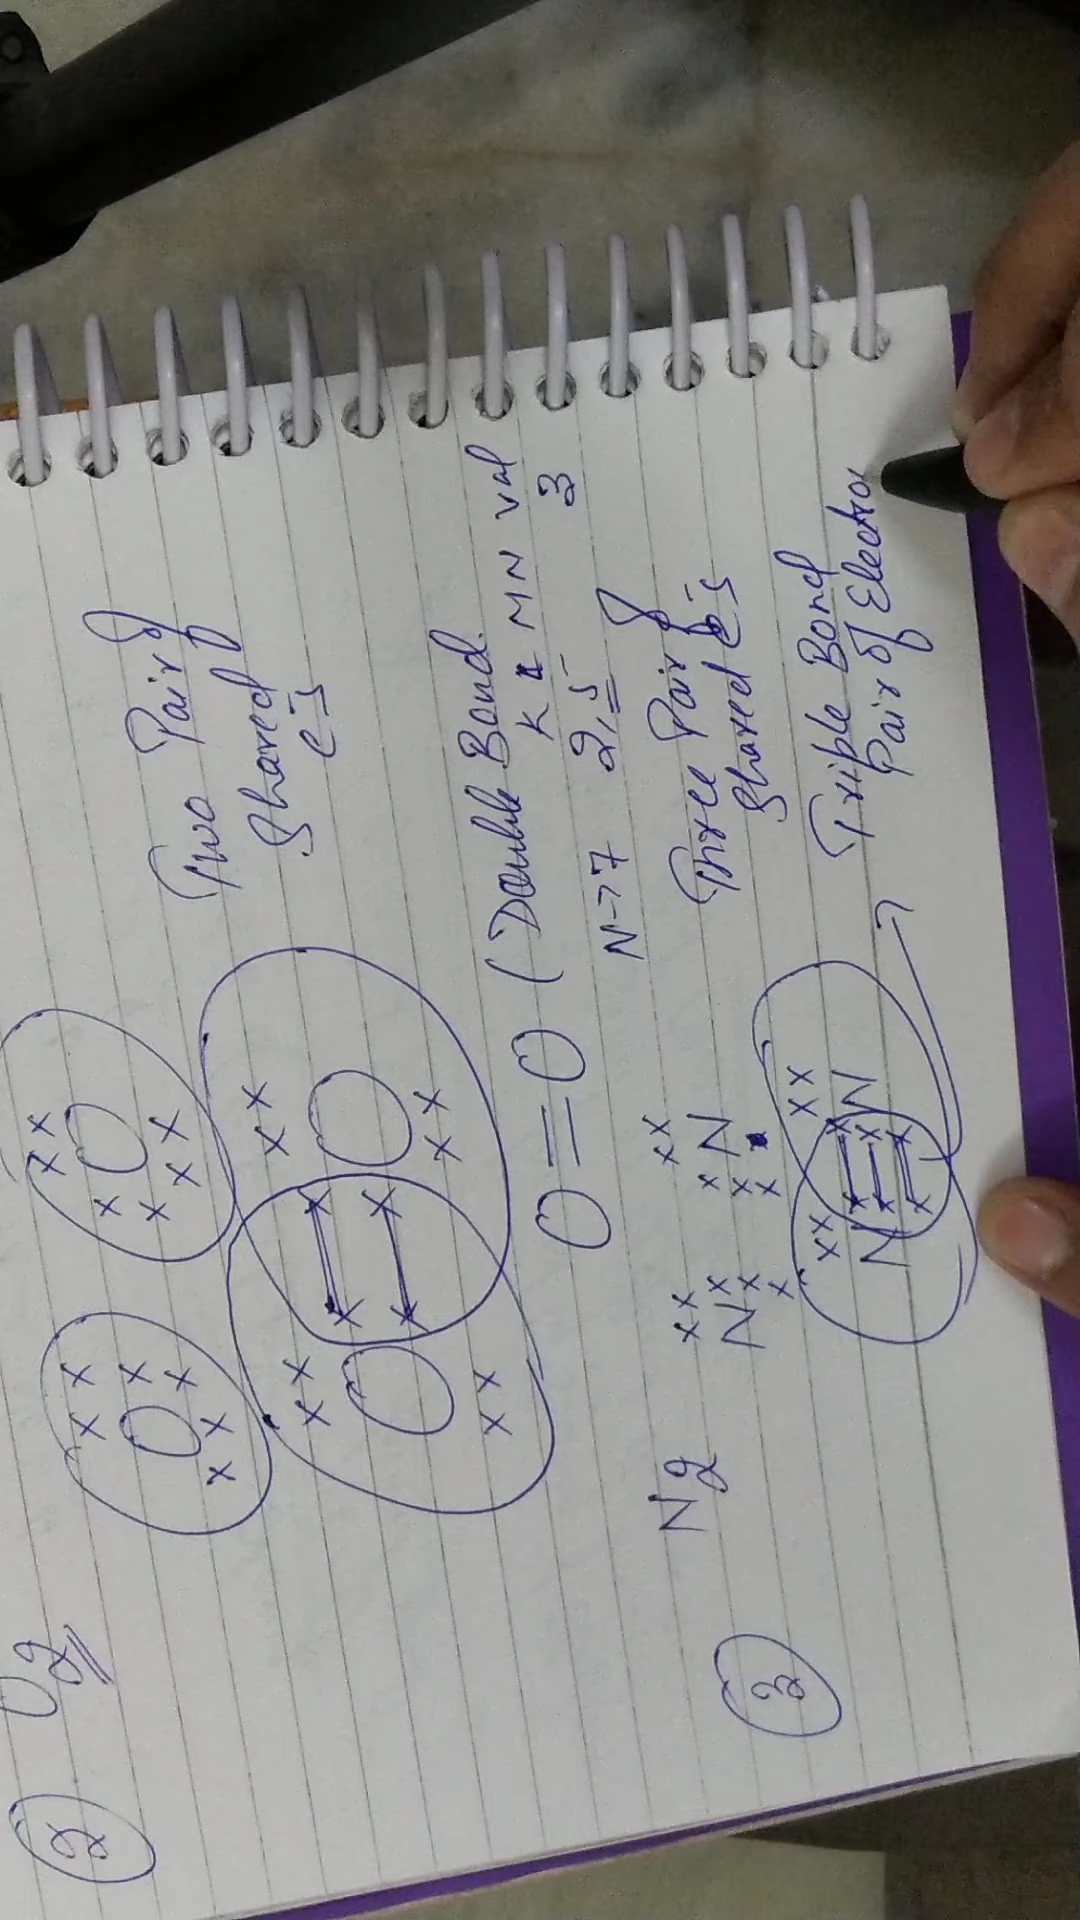 2 O2
O O
Two Pair of
Shared
e's
O O
O=O (Double Bond.
K L M N val
N→7 2,5 3
3 N2 N N
Three Pair of
Shared e's
N≡N
Triple Bond
Pair of Electro